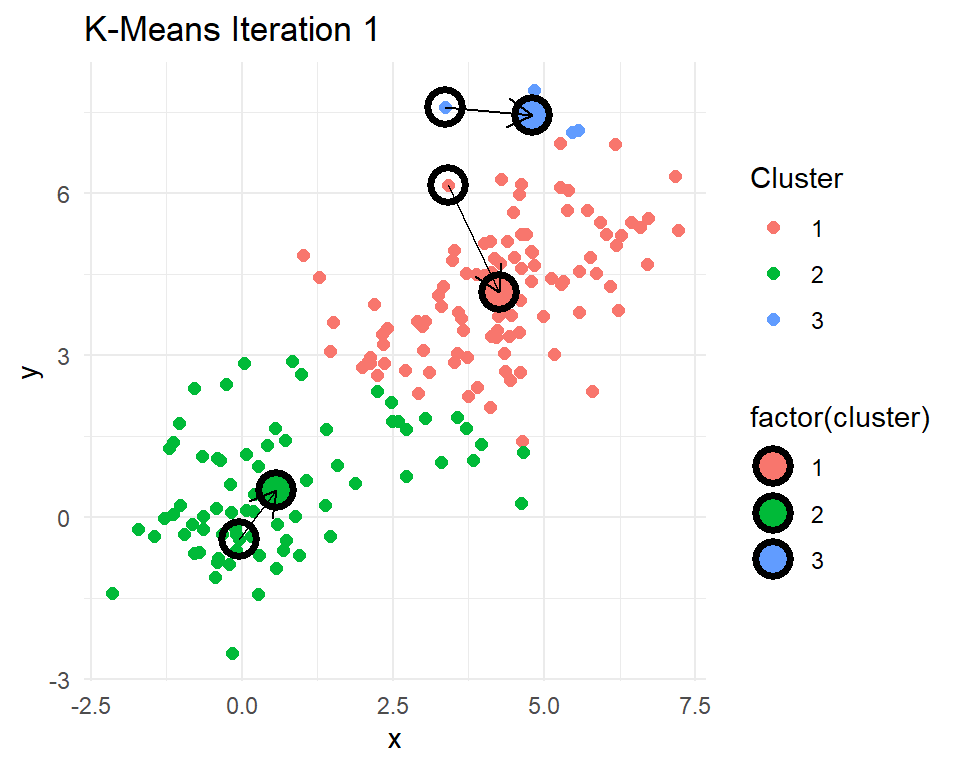 K-Means Iteration 1
y
6
3
0
-3
-2.5 0.0 2.5 5.0 7.5
x
Cluster
1
2
3
factor(cluster)
1
2
3